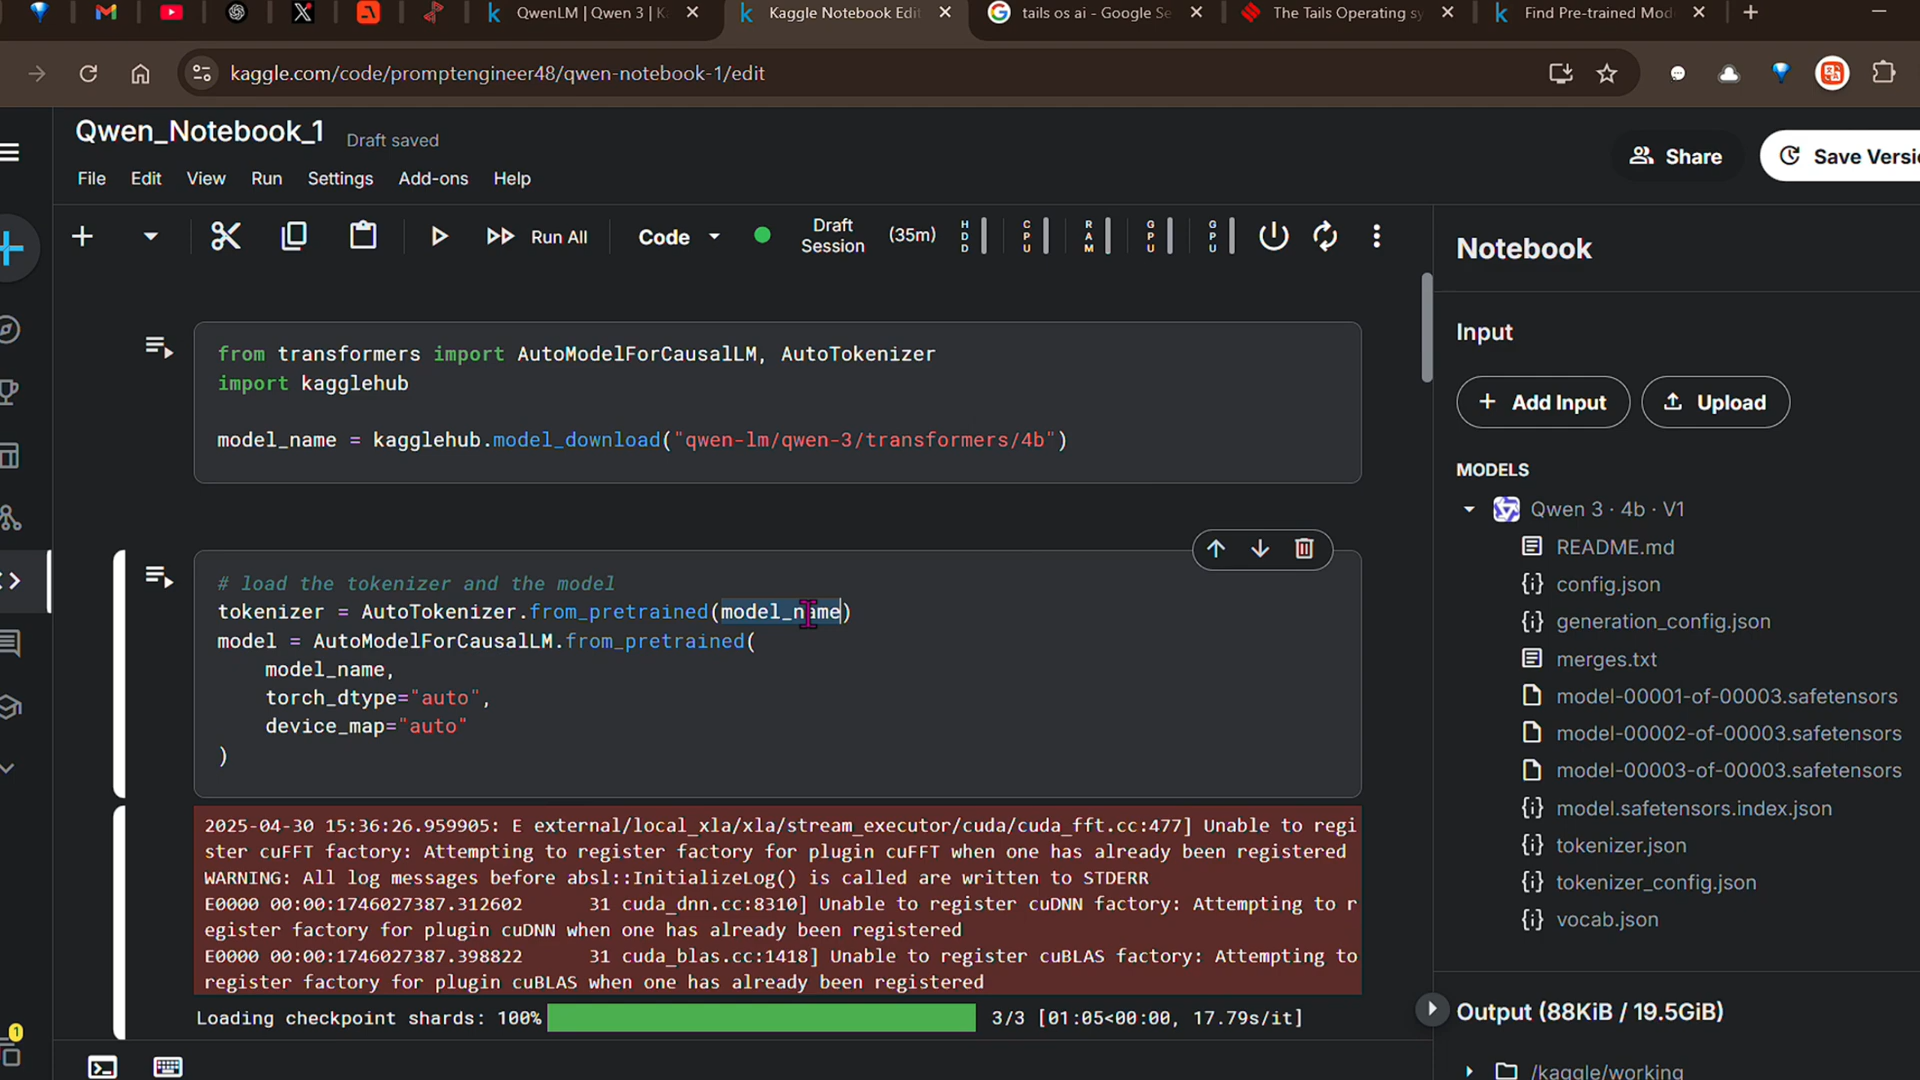 QwenLM | Qwen 3 | K
Kaggle Notebook Edi
tails os ai - Google Se
The Tails Operating sy
Find Pre-trained Mod
kaggle.com/code/promptengineer48/qwen-notebook-1/edit
Qwen_Notebook_1
Draft saved
Share
Save Versi
File Edit View Run Settings Add-ons Help
Run All
Code
Draft Session
(35m)
HDD
CPU
RAM
GPU
GPU
from transformers import AutoModelForCausalLM, AutoTokenizer
import kagglehub
model_name = kagglehub.model_download("qwen-lm/qwen-3/transformers/4b")
# load the tokenizer and the model
tokenizer = AutoTokenizer.from_pretrained(model_name)
model = AutoModelForCausalLM.from_pretrained(
model_name,
torch_dtype="auto",
device_map="auto"
)
2025-04-30 15:36:26.959905: E external/local_xla/xla/stream_executor/cuda/cuda_fft.cc:477] Unable to regi
ster cuFFT factory: Attempting to register factory for plugin cuFFT when one has already been registered
WARNING: All log messages before absl::InitializeLog() is called are written to STDERR
E0000 00:00:1746027387.312602 31 cuda_dnn.cc:8310] Unable to register cuDNN factory: Attempting to r
egister factory for plugin cuDNN when one has already been registered
E0000 00:00:1746027387.398822 31 cuda_blas.cc:1418] Unable to register cuBLAS factory: Attempting to
register factory for plugin cuBLAS when one has already been registered
Loading checkpoint shards: 100% 3/3 [01:05<00:00, 17.79s/it]
Notebook
Input
Add Input
Upload
MODELS
Qwen 3 · 4b · V1
README.md
config.json
generation_config.json
merges.txt
model-00001-of-00003.safetensors
model-00002-of-00003.safetensors
model-00003-of-00003.safetensors
model.safetensors.index.json
tokenizer.json
tokenizer_config.json
vocab.json
Output (88KiB / 19.5GiB)
/kaggle/working
1